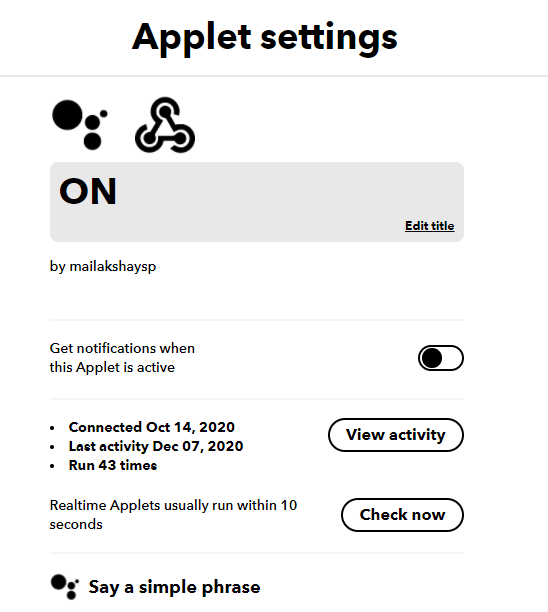 Applet settings
ON
Edit title
by mailakshaysp
Get notifications when
this Applet is active
• Connected Oct 14, 2020
• Last activity Dec 07, 2020
• Run 43 times
View activity
Realtime Applets usually run within 10
seconds
Check now
Say a simple phrase